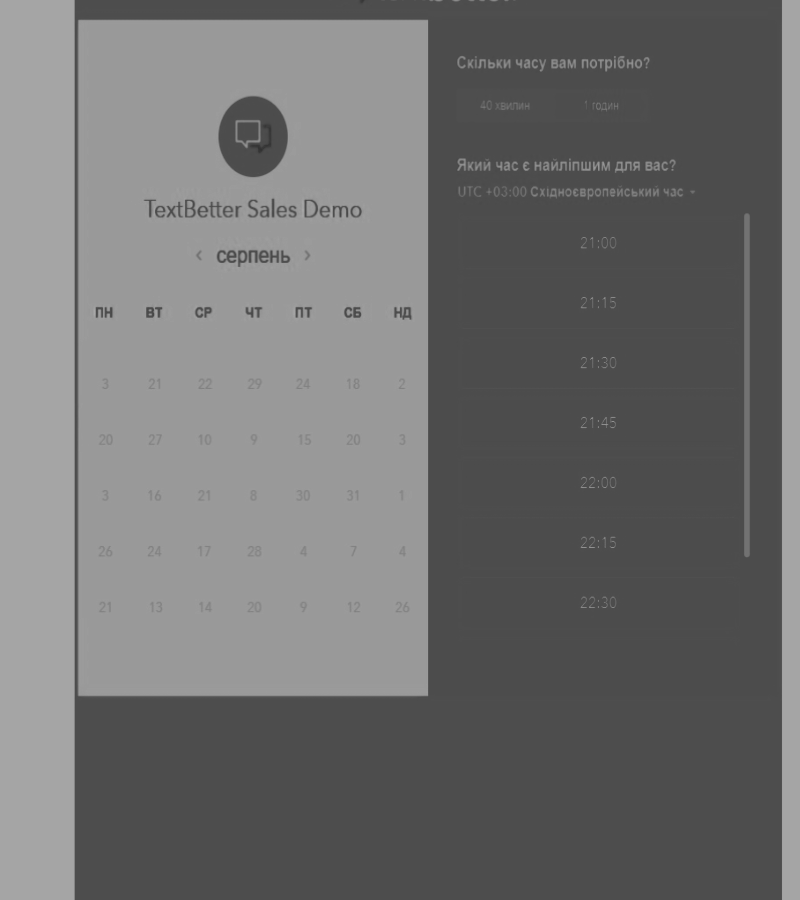 TextBetter Sales Demo
серпень
ПН ВТ СР ЧТ ПТ СБ НД
3 21 22 29 24 18 2
20 27 10 9 15 20 3
3 16 21 8 30 31 1
26 24 17 28 4 7 4
21 13 14 20 9 12 26
Скільки часу вам потрібно?
40 хвилин 1 годин
Який час є найліпшим для вас?
UTC +03:00 Східноєвропейський час
21:00
21:15
21:30
21:45
22:00
22:15
22:30